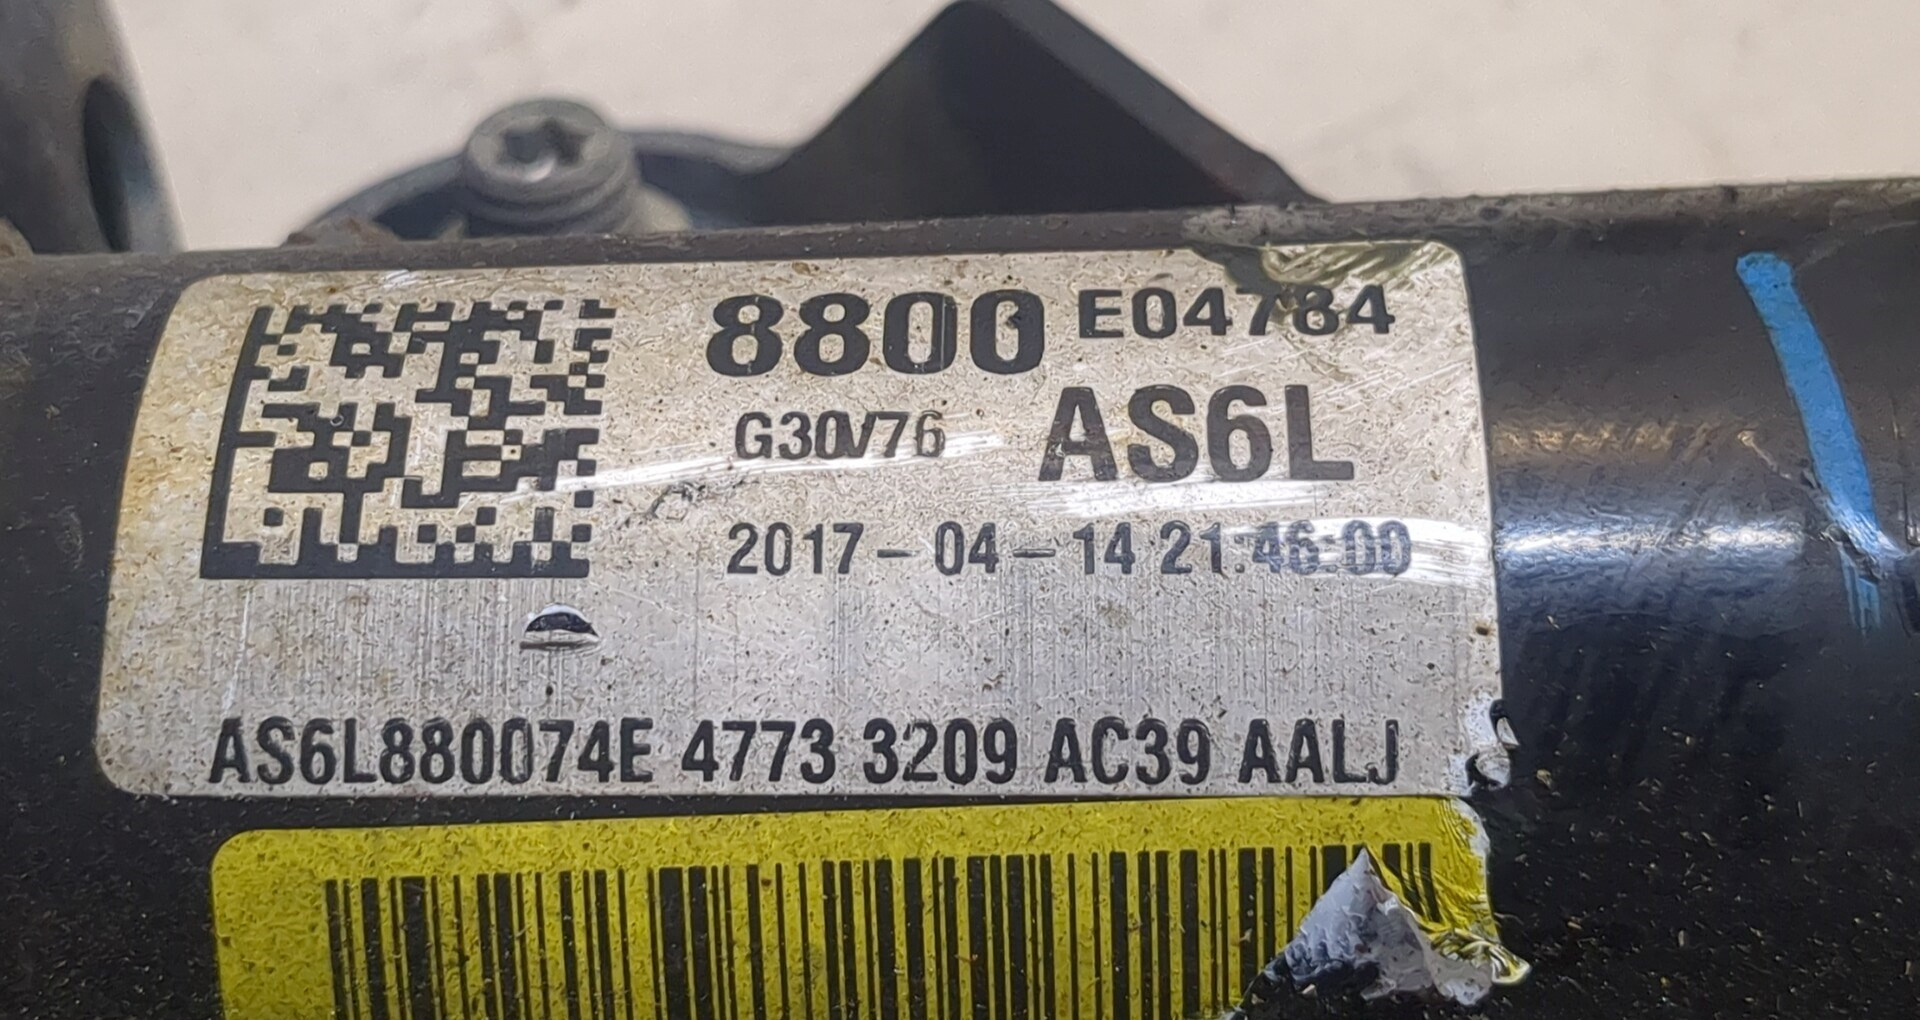 8800 E04784
G30V76 AS6L
2017-04-14 21:46:00
AS6L880074E 4773 3209 AC39 AALJ